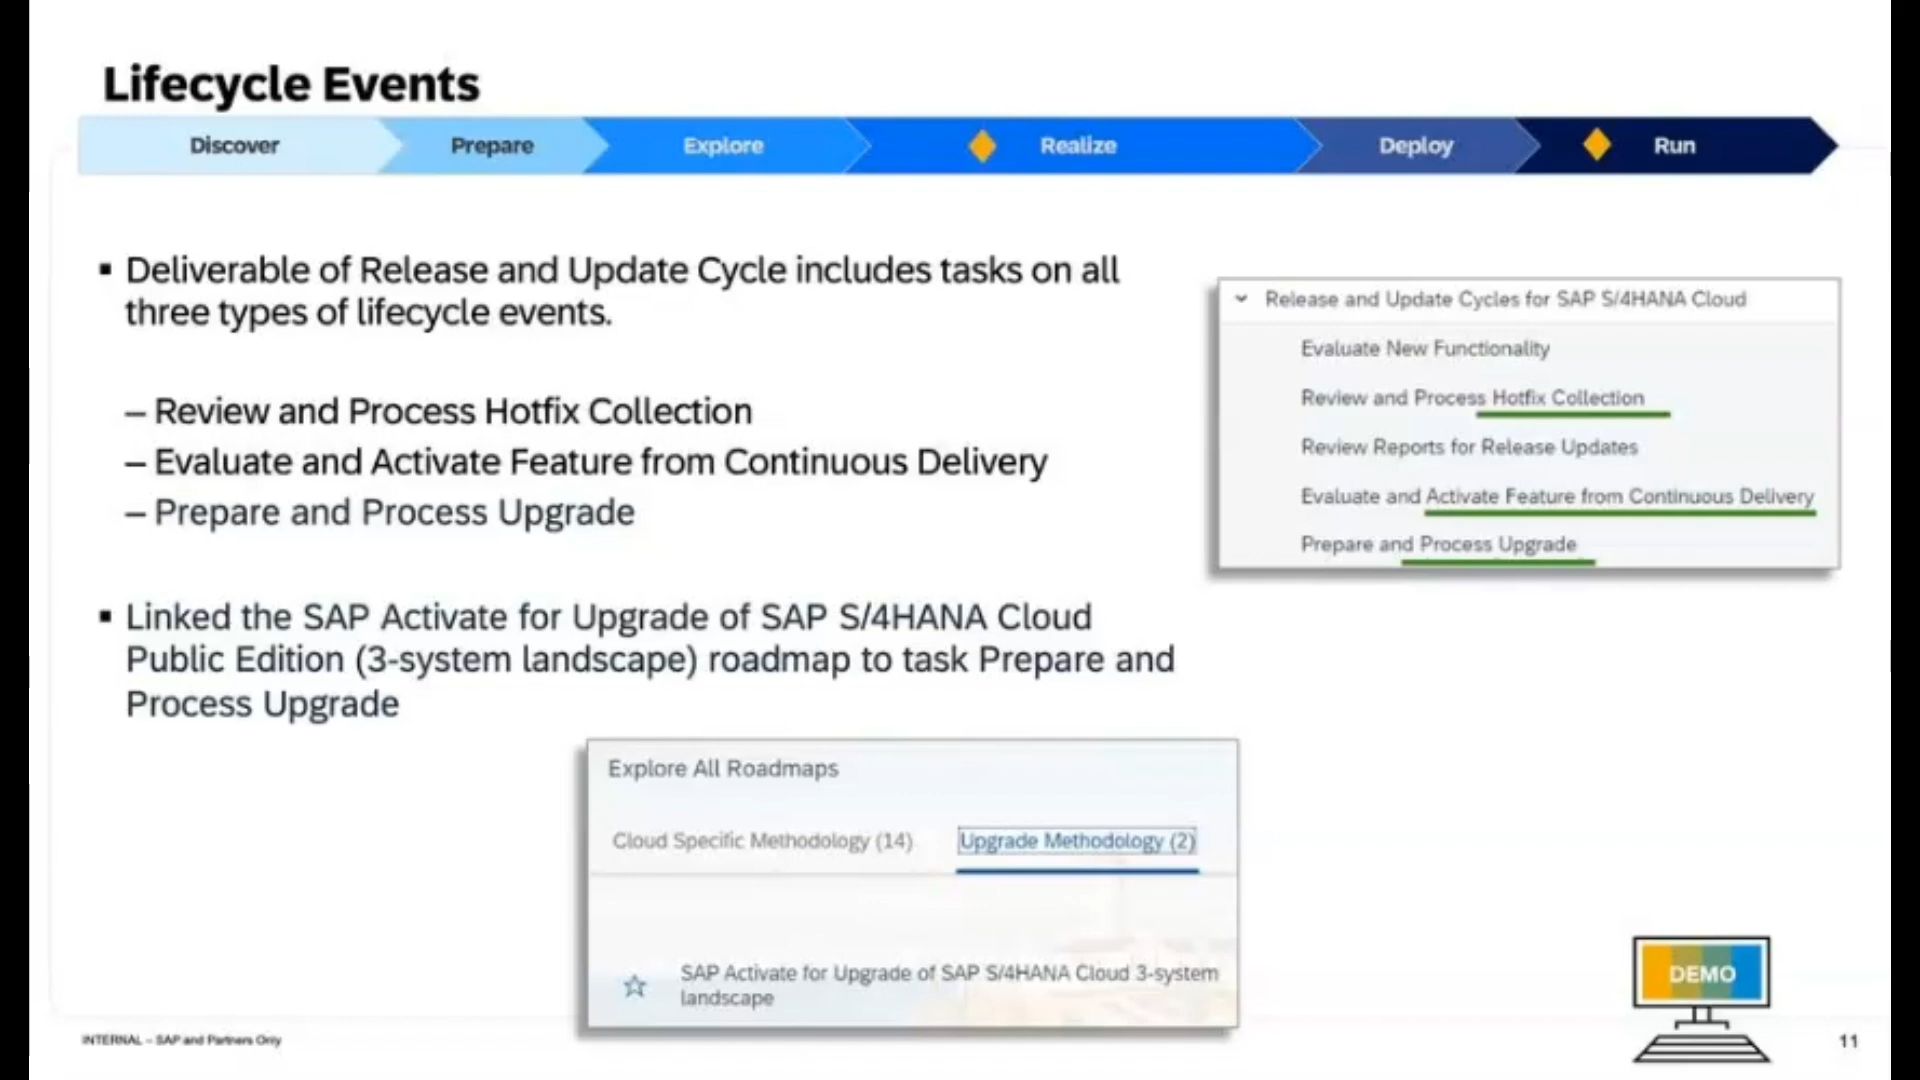 Lifecycle Events
Discover
Prepare
Explore
Realize
Deploy
Run
▪ Deliverable of Release and Update Cycle includes tasks on all
three types of lifecycle events.
– Review and Process Hotfix Collection
– Evaluate and Activate Feature from Continuous Delivery
– Prepare and Process Upgrade
▪ Linked the SAP Activate for Upgrade of SAP S/4HANA Cloud
Public Edition (3-system landscape) roadmap to task Prepare and
Process Upgrade
Release and Update Cycles for SAP S/4HANA Cloud
Evaluate New Functionality
Review and Process Hotfix Collection
Review Reports for Release Updates
Evaluate and Activate Feature from Continuous Delivery
Prepare and Process Upgrade
Explore All Roadmaps
Cloud Specific Methodology (14)
Upgrade Methodology (2)
SAP Activate for Upgrade of SAP S/4HANA Cloud 3-system
landscape
DEMO
INTERNAL – SAP and Partners Only
11